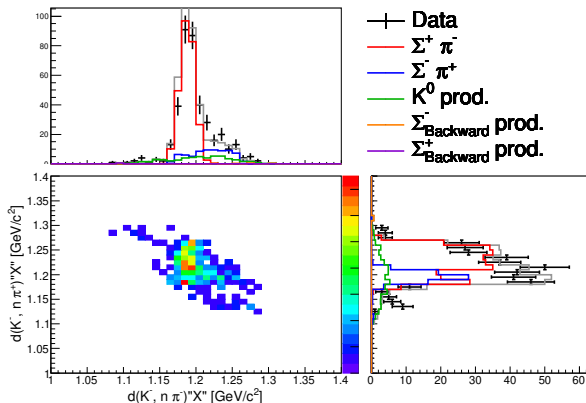 Data
Σ⁺ π⁻
Σ⁻ π⁺
K⁰ prod.
Σ⁻Backward prod.
Σ⁺Backward prod.
80
60
40
20
0
1.4
1.35
1.3
1.25
1.2
1.15
1.1
1.05
1
d(K⁻, n π⁺)"X" [GeV/c²]
1 1.05 1.1 1.15 1.2 1.25 1.3 1.35 1.4
d(K⁻, n π⁻)"X" [GeV/c²]
0 10 20 30 40 50 60